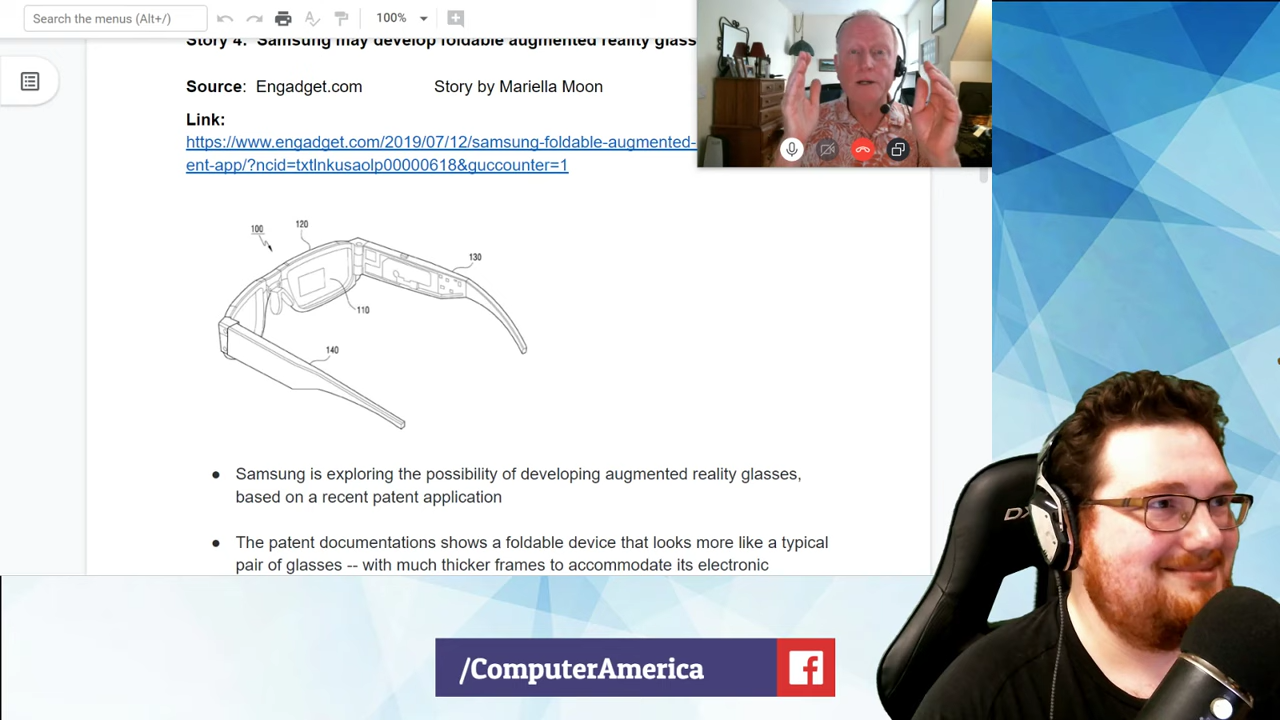 Search the menus (Alt+/)
100%
Story 4: Samsung may develop foldable augmented reality glass
Source: Engadget.com Story by Mariella Moon
Link:
https://www.engadget.com/2019/07/12/samsung-foldable-augmented-
ent-app/?ncid=txtlnkusaolp00000618&guccounter=1
120
100
130
110
140
● Samsung is exploring the possibility of developing augmented reality glasses,
based on a recent patent application
● The patent documentations shows a foldable device that looks more like a typical
pair of glasses -- with much thicker frames to accommodate its electronic
DX
/ComputerAmerica